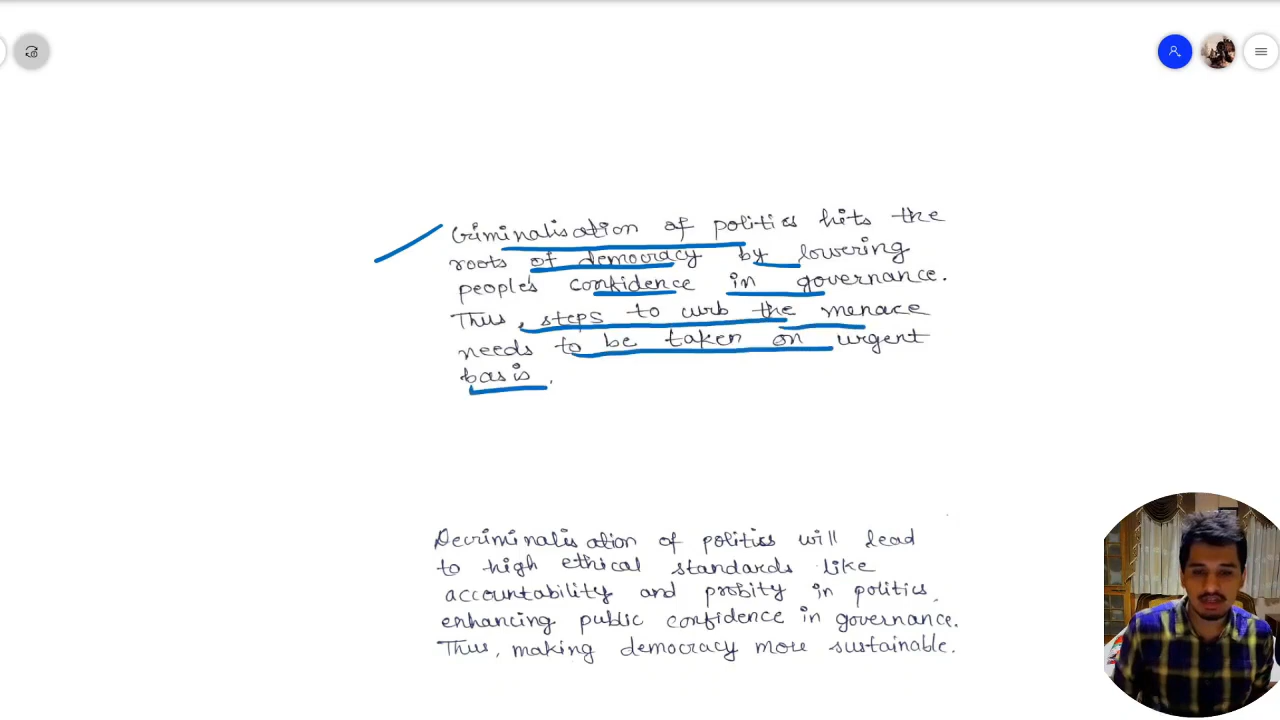 Criminalisation of politics hits the
roots of democracy by lowering
people's confidence in governance.
Thus, steps to curb the menace
needs to be taken on urgent
basis.
Decriminalisation of politics will lead
to high ethical standards like
accountability and probity in politics,
enhancing public confidence in governance.
Thus, making democracy more sustainable.